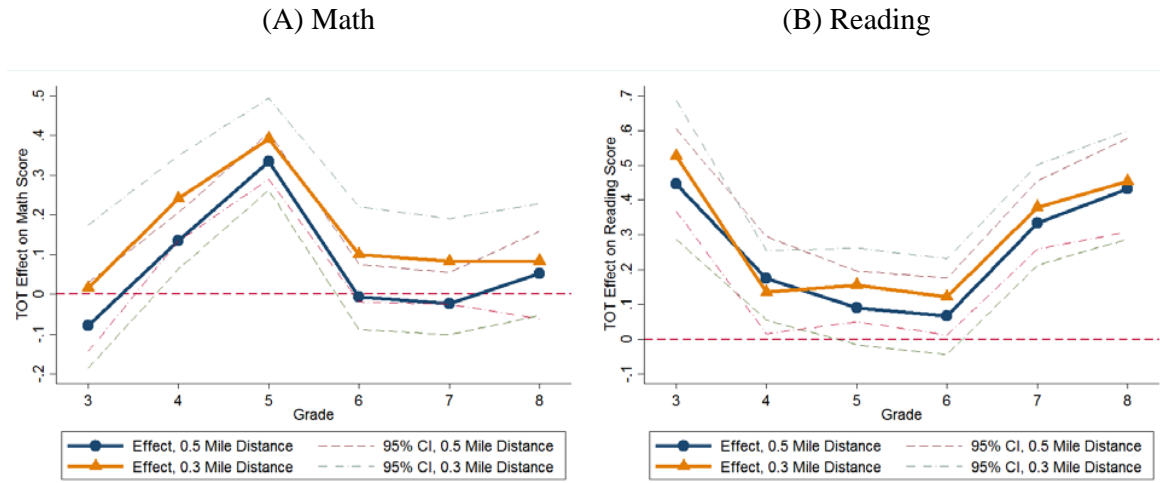 (A) Math
(B) Reading
TOT Effect on Math Score
.5
.4
.3
.2
.1
0
-.1
-.2
3 4 5 6 7 8
Grade
Effect, 0.5 Mile Distance
95% CI, 0.5 Mile Distance
Effect, 0.3 Mile Distance
95% CI, 0.3 Mile Distance
TOT Effect on Reading Score
.7
.6
.5
.4
.3
.2
.1
0
-.1
3 4 5 6 7 8
Grade
Effect, 0.5 Mile Distance
95% CI, 0.5 Mile Distance
Effect, 0.3 Mile Distance
95% CI, 0.3 Mile Distance